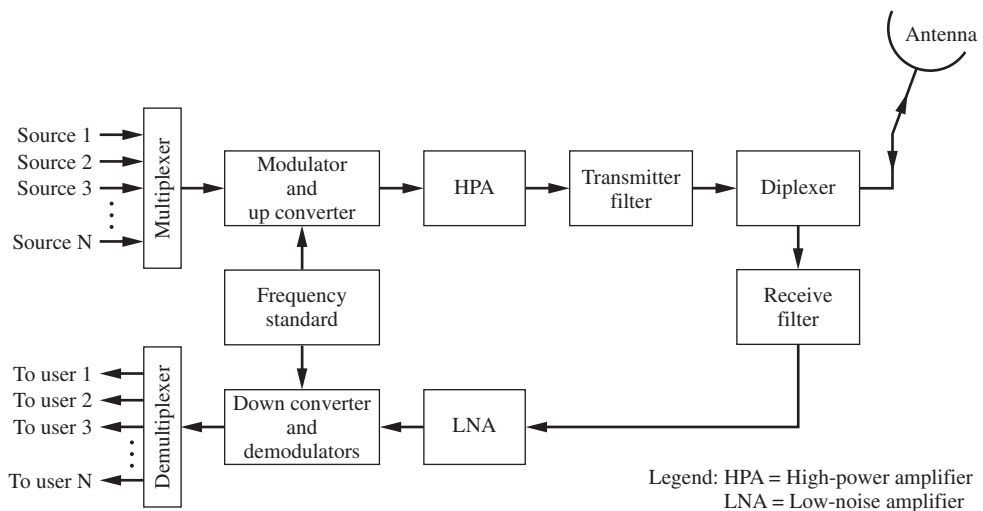 Antenna
Source 1
Source 2
Source 3
Source N
Multiplexer
Modulator
and
up converter
HPA
Transmitter
filter
Diplexer
Frequency
standard
Receive
filter
To user 1
To user 2
To user 3
To user N
Demultiplexer
Down converter
and
demodulators
LNA
Legend: HPA = High-power amplifier
LNA = Low-noise amplifier